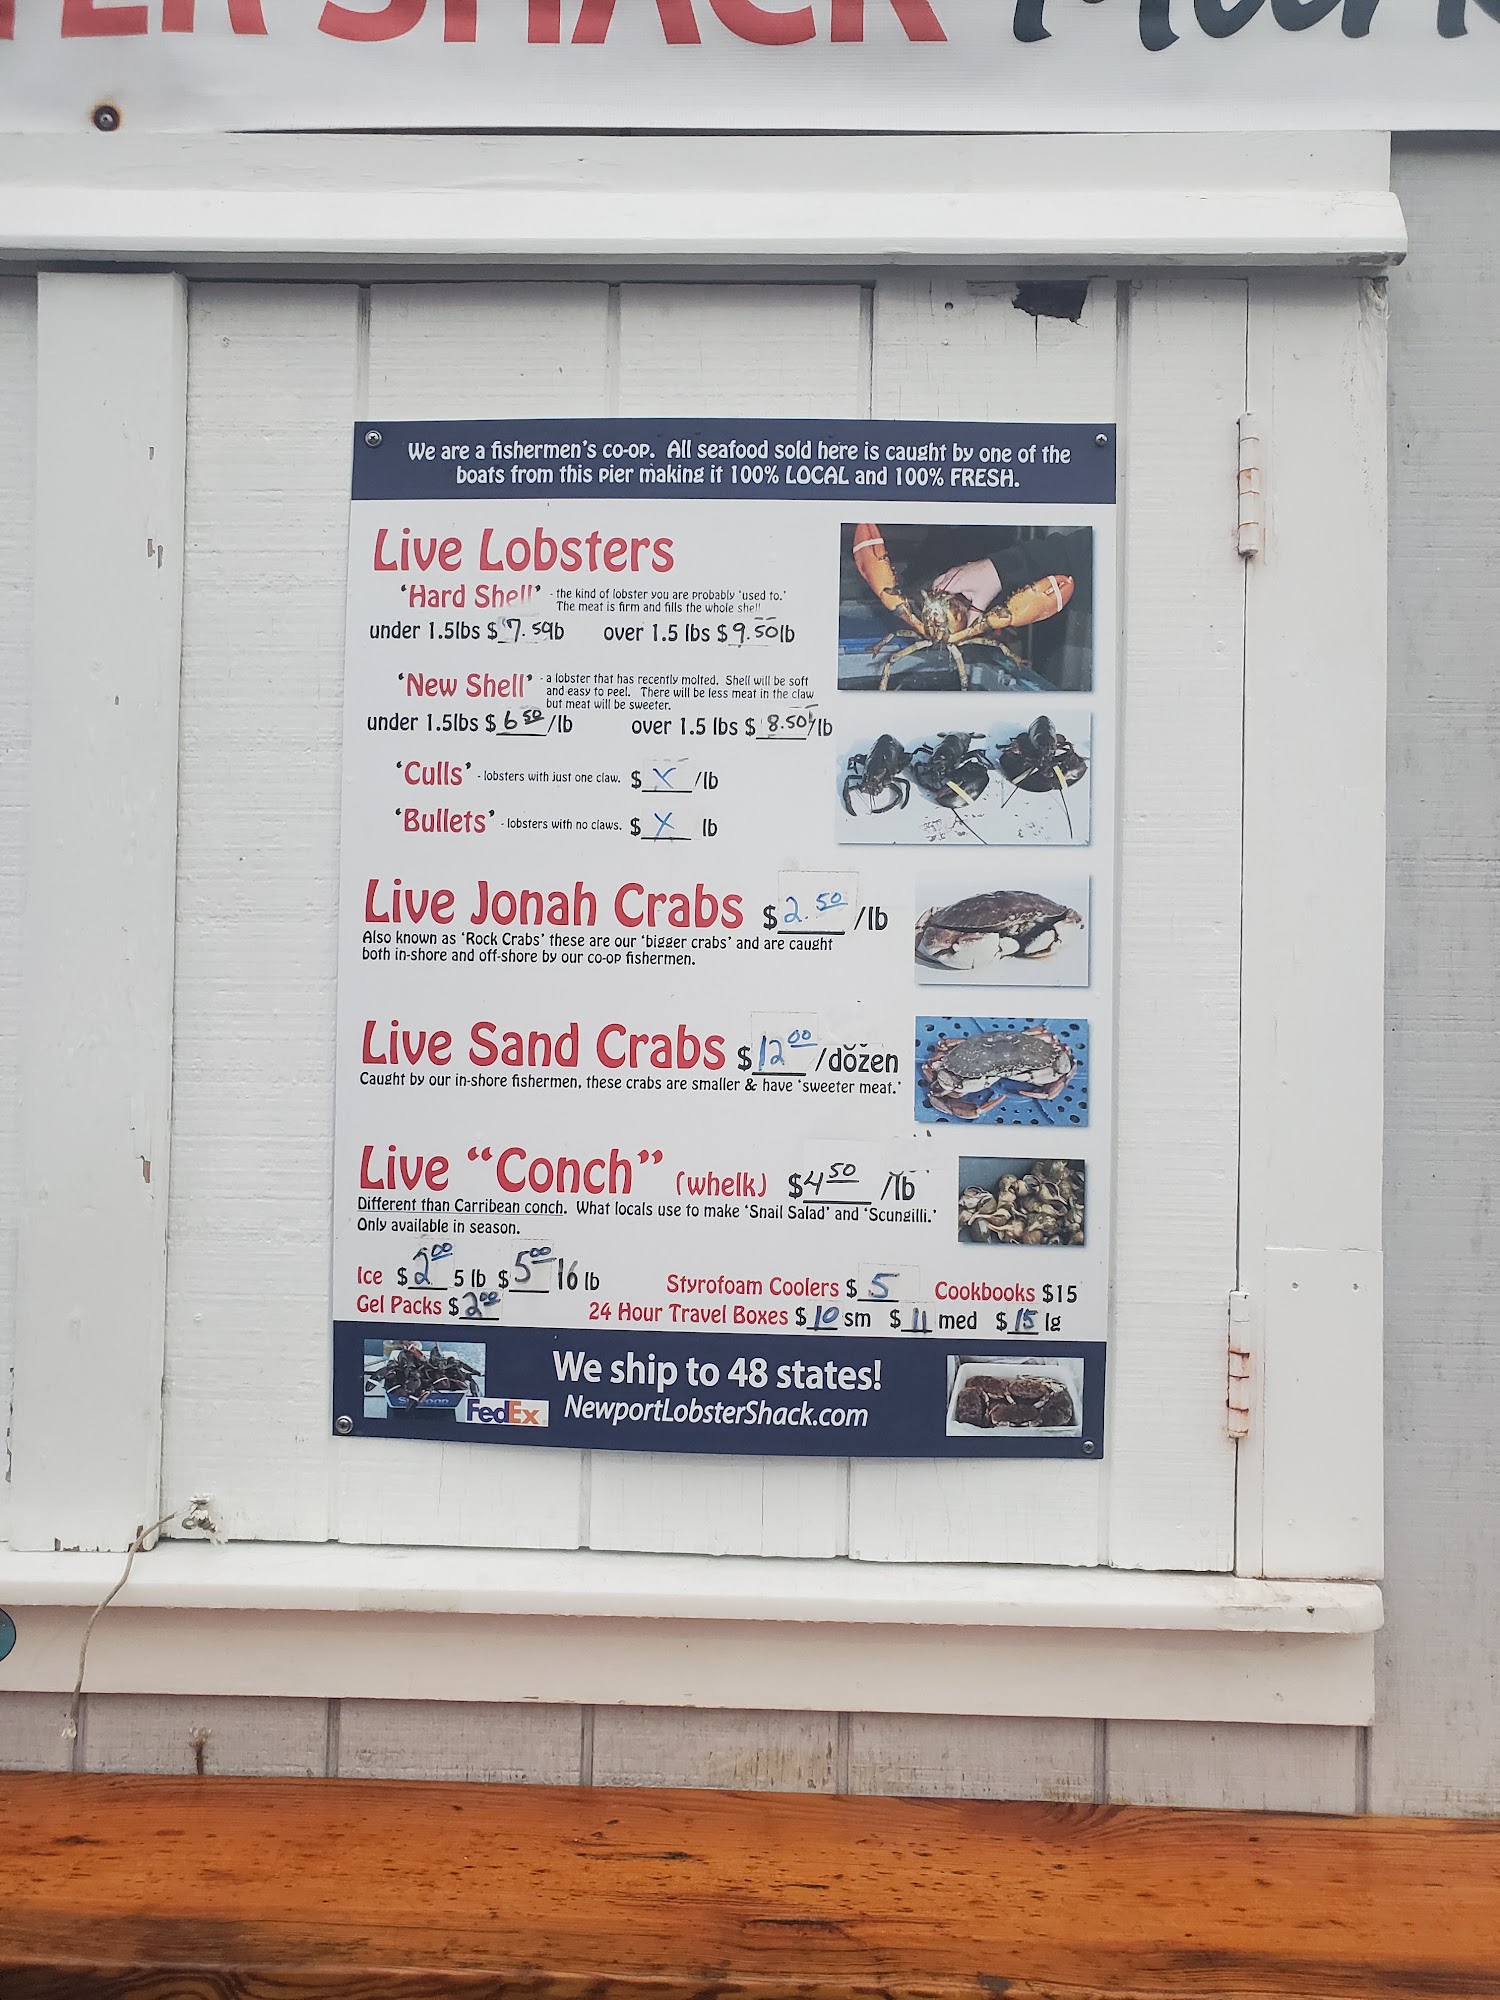 TER SHACK
We are a fishermen's co-op. All seafood sold here is caught by one of the
boats from this pier making it 100% LOCAL and 100% FRESH.
Live Lobsters
'Hard Shell' - the kind of lobster you are probably 'used to.'
The meat is firm and fills the whole shell
under 1.5lbs $ 7.50lb over 1.5 lbs $ 9.50lb
'New Shell' - a lobster that has recently molted. Shell will be soft
and easy to peel. There will be less meat in the claw
but meat will be sweeter.
under 1.5lbs $ 6 50 /lb over 1.5 lbs $ 8.50/lb
'Culls' - lobsters with just one claw. $ X /lb
'Bullets' - lobsters with no claws. $ X lb
Live Jonah Crabs $ 2.50 /lb
Also known as 'Rock Crabs' these are our 'bigger crabs' and are caught
both in-shore and off-shore by our co-op fishermen.
Live Sand Crabs $ 12 00 /dozen
Caught by our in-shore fishermen, these crabs are smaller & have 'sweeter meat.'
Live "Conch" (whelk) $ 4 50 /lb
Different than Carribean conch. What locals use to make 'Snail Salad' and 'Scungilli.'
Only available in season.
Ice $ 2 00 5 lb $ 5 00 16 lb Styrofoam Coolers $ 5 Cookbooks $15
Gel Packs $ 2 00 24 Hour Travel Boxes $ 10 sm $ 11 med $ 15 lg
We ship to 48 states!
FedEx NewportLobsterShack.com